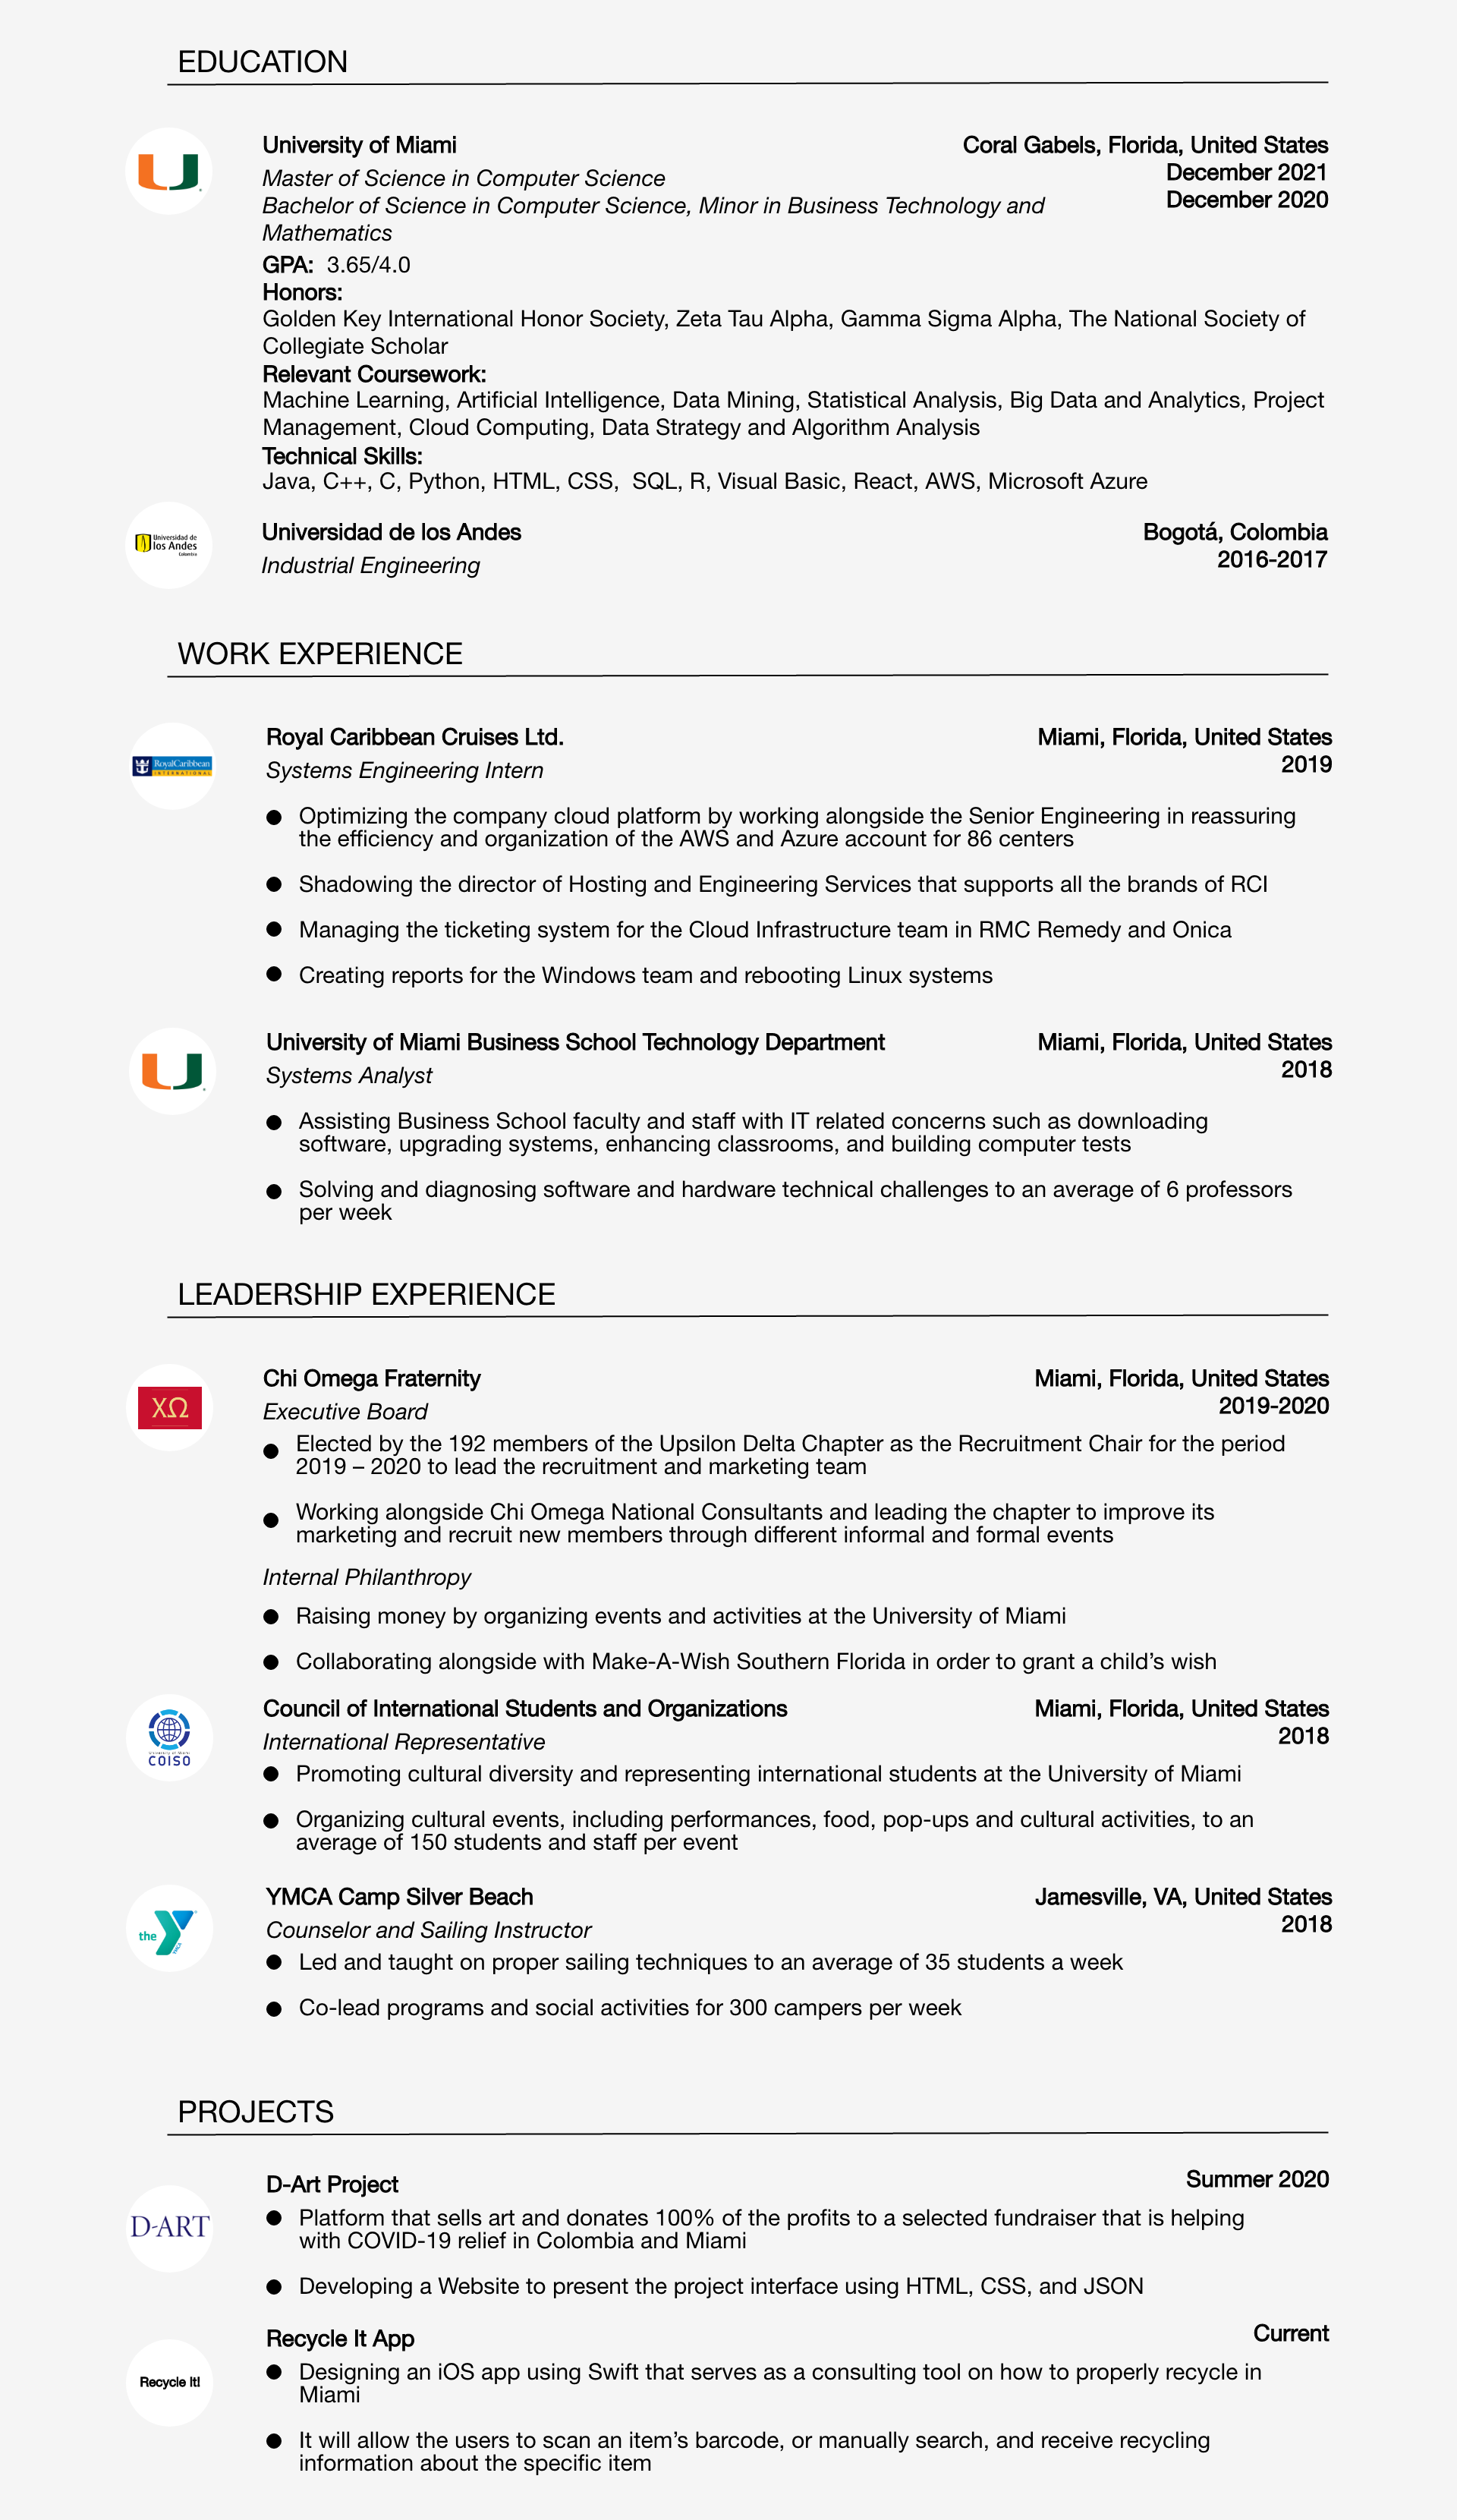 EDUCATION
University of Miami
Coral Gabels, Florida, United States
Master of Science in Computer Science
December 2021
Bachelor of Science in Computer Science, Minor in Business Technology and
December 2020
Mathematics
GPA: 3.65/4.0
Honors:
Golden Key International Honor Society, Zeta Tau Alpha, Gamma Sigma Alpha, The National Society of
Collegiate Scholar
Relevant Coursework:
Machine Learning, Artificial Intelligence, Data Mining, Statistical Analysis, Big Data and Analytics, Project
Management, Cloud Computing, Data Strategy and Algorithm Analysis
Technical Skills:
Java, C++, C, Python, HTML, CSS,  SQL, R, Visual Basic, React, AWS, Microsoft Azure
Universidad de
los Andes
Colombia
Universidad de los Andes
Bogotá, Colombia
Industrial Engineering
2016-2017
WORK EXPERIENCE
RoyalCaribbean
INTERNATIONAL
Royal Caribbean Cruises Ltd.
Miami, Florida, United States
Systems Engineering Intern
2019
● Optimizing the company cloud platform by working alongside the Senior Engineering in reassuring
the efficiency and organization of the AWS and Azure account for 86 centers
● Shadowing the director of Hosting and Engineering Services that supports all the brands of RCI
● Managing the ticketing system for the Cloud Infrastructure team in RMC Remedy and Onica
● Creating reports for the Windows team and rebooting Linux systems
University of Miami Business School Technology Department
Miami, Florida, United States
Systems Analyst
2018
● Assisting Business School faculty and staff with IT related concerns such as downloading
software, upgrading systems, enhancing classrooms, and building computer tests
● Solving and diagnosing software and hardware technical challenges to an average of 6 professors
per week
LEADERSHIP EXPERIENCE
ΧΩ
Chi Omega Fraternity
Miami, Florida, United States
Executive Board
2019-2020
● Elected by the 192 members of the Upsilon Delta Chapter as the Recruitment Chair for the period
2019 – 2020 to lead the recruitment and marketing team
● Working alongside Chi Omega National Consultants and leading the chapter to improve its
marketing and recruit new members through different informal and formal events
Internal Philanthropy
● Raising money by organizing events and activities at the University of Miami
● Collaborating alongside with Make-A-Wish Southern Florida in order to grant a child’s wish
University of Miami
COISO
Council of International Students and Organizations
Miami, Florida, United States
International Representative
2018
● Promoting cultural diversity and representing international students at the University of Miami
● Organizing cultural events, including performances, food, pop-ups and cultural activities, to an
average of 150 students and staff per event
the Y
YMCA
YMCA Camp Silver Beach
Jamesville, VA, United States
Counselor and Sailing Instructor
2018
● Led and taught on proper sailing techniques to an average of 35 students a week
● Co-lead programs and social activities for 300 campers per week
PROJECTS
D-ART
D-Art Project
Summer 2020
● Platform that sells art and donates 100% of the profits to a selected fundraiser that is helping
with COVID-19 relief in Colombia and Miami
● Developing a Website to present the project interface using HTML, CSS, and JSON
Recycle It!
Recycle It App
Current
● Designing an iOS app using Swift that serves as a consulting tool on how to properly recycle in
Miami
● It will allow the users to scan an item’s barcode, or manually search, and receive recycling
information about the specific item